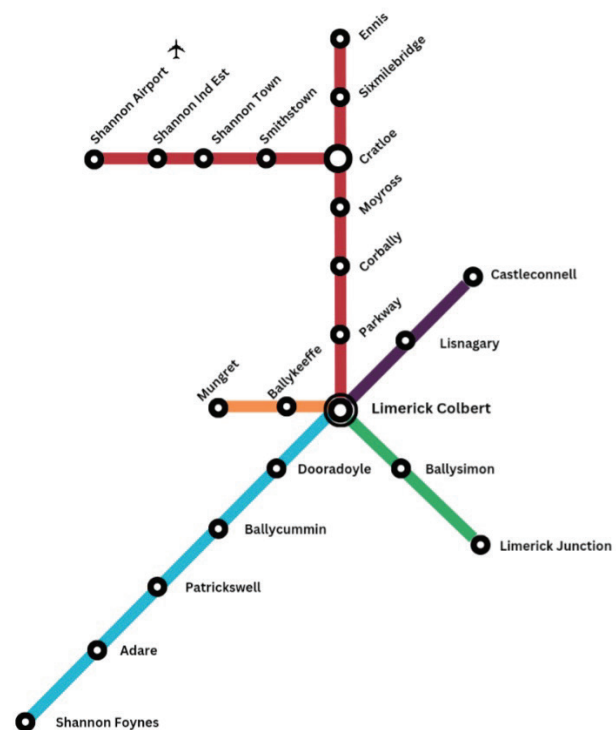 Ennis
Sixmilebridge
Shannon Airport
Shannon Ind Est
Shannon Town
Smithstown
Cratloe
Moyross
Corbally
Castleconnell
Parkway
Lisnagary
Mungret
Ballykeeffe
Limerick Colbert
Dooradoyle
Ballysimon
Ballycummin
Limerick Junction
Patrickswell
Adare
Shannon Foynes